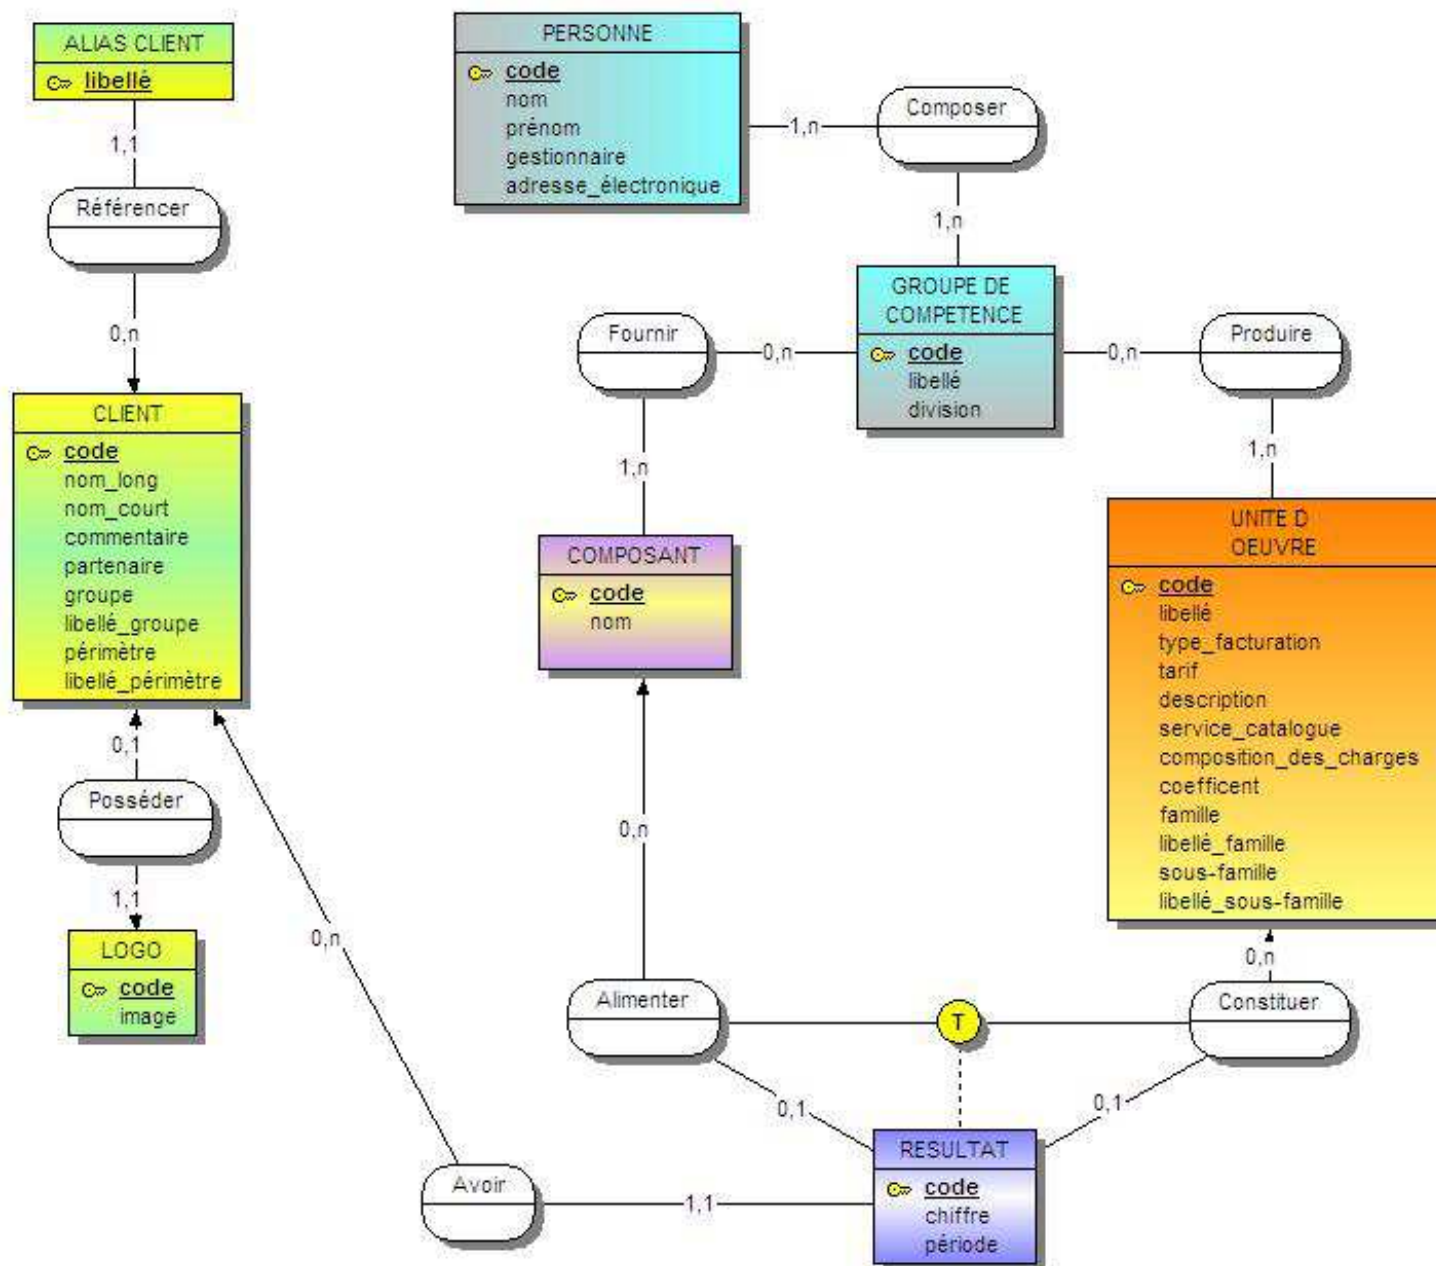 ALIAS CLIENT
libellé
1,1
Référencer
0,n
CLIENT
code
nom_long
nom_court
commentaire
partenaire
groupe
libellé_groupe
périmètre
libellé_périmètre
0,1
Posséder
1,1
LOGO
code
image
0,n
Avoir
1,1
PERSONNE
code
nom
prénom
gestionnaire
adresse_électronique
1,n
Composer
1,n
GROUPE DE
COMPETENCE
code
libellé
division
0,n
Fournir
1,n
COMPOSANT
code
nom
0,n
Alimenter
0,1
0,n
Produire
1,n
UNITE D
OEUVRE
code
libellé
type_facturation
tarif
description
service_catalogue
composition_des_charges
coefficent
famille
libellé_famille
sous-famille
libellé_sous-famille
0,n
Constituer
0,1
T
RESULTAT
code
chiffre
période